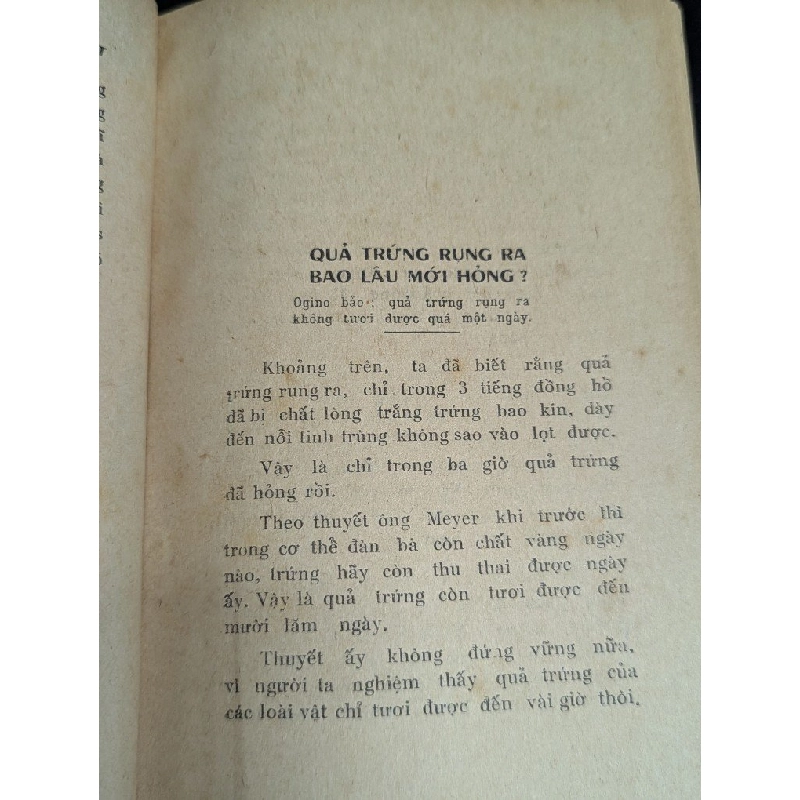 QUẢ TRỨNG RỤNG RA
BAO LÂU MỚI HỎNG ?
Ogino bảo : quả trứng rụng ra
không tươi được quá một ngày.
Khoảng trên, ta đã biết rằng quả
trứng rung ra, chỉ trong 3 tiếng đồng hồ
đã bị chất lòng trắng trứng bao kín, dày
đến nỗi tinh trùng không sao vào lọt được.
Vậy là chỉ trong ba giờ quả trứng
đã hỏng rồi.
Theo thuyết ông Meyer khi trước thì
trong cơ thể đàn bà còn chất vàng ngày
nào, trứng hãy còn thu thai được ngày
ấy. Vậy là quả trứng còn tươi được đến
mười lăm ngày.
Thuyết ấy không đứng vững nữa,
vì người ta nghiệm thấy quả trứng của
các loài vật chỉ tươi được đến vài giờ thôi.